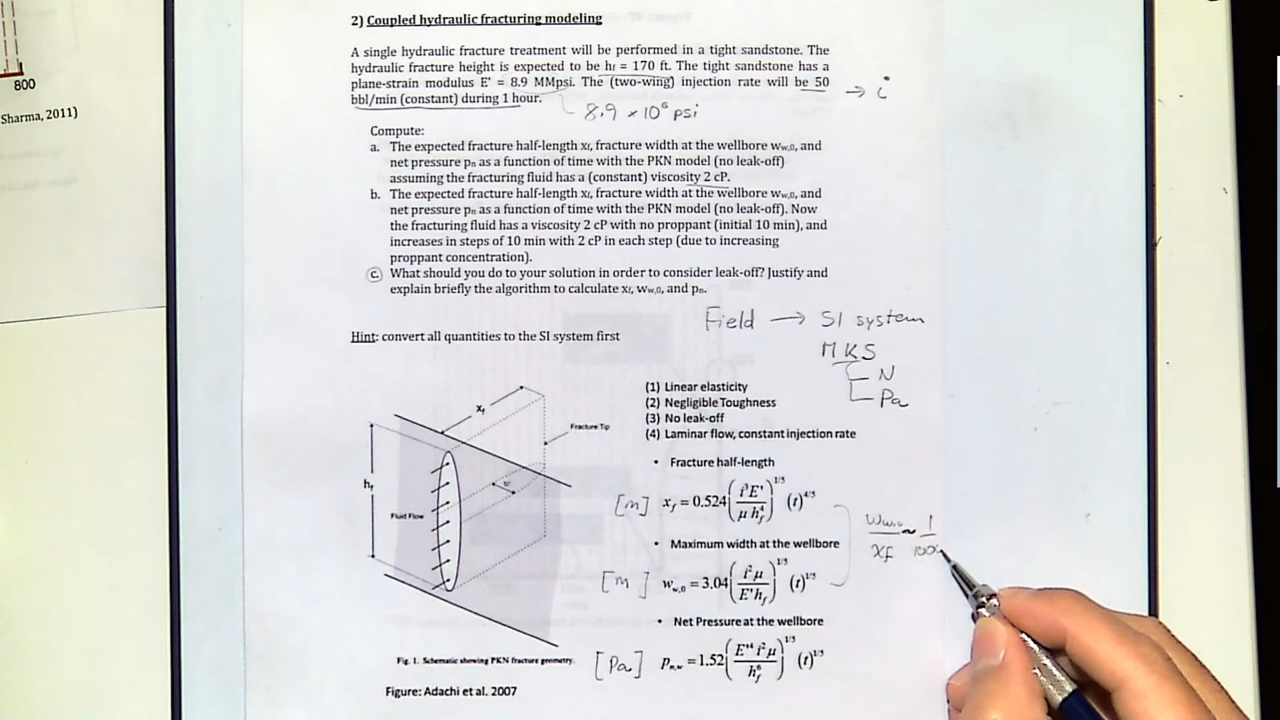 800
Sharma, 2011)
2) Coupled hydraulic fracturing modeling
A single hydraulic fracture treatment will be performed in a tight sandstone. The
hydraulic fracture height is expected to be hf = 170 ft. The tight sandstone has a
plane-strain modulus E' = 8.9 MMpsi. The (two-wing) injection rate will be 50
bbl/min (constant) during 1 hour.
→ i
8.9 × 10⁶ psi
Compute:
a. The expected fracture half-length xf, fracture width at the wellbore ww,0, and
net pressure pn as a function of time with the PKN model (no leak-off)
assuming the fracturing fluid has a (constant) viscosity 2 cP.
b. The expected fracture half-length xf, fracture width at the wellbore ww,0, and
net pressure pn as a function of time with the PKN model (no leak-off). Now
the fracturing fluid has a viscosity 2 cP with no proppant (initial 10 min), and
increases in steps of 10 min with 2 cP in each step (due to increasing
proppant concentration).
c. What should you do to your solution in order to consider leak-off? Justify and
explain briefly the algorithm to calculate xf, ww,0, and pn.
Field → SI system
Hint: convert all quantities to the SI system first
MKS
N
Pa
xf
Fracture Tip
hf
w
Fluid Flow
(1) Linear elasticity
(2) Negligible Toughness
(3) No leak-off
(4) Laminar flow, constant injection rate
• Fracture half-length
[m] xf = 0.524 (i³E' / μ hf⁴)^1/5 (t)^4/5
• Maximum width at the wellbore
[m] ww,0 = 3.04 (i²μ / E'hf)^1/5 (t)^1/5
ww,0 / xf ~ 1 / 100
• Net Pressure at the wellbore
[Pa] pn,w = 1.52 (E'⁴ i² μ / hf⁶)^1/5 (t)^1/5
Fig. 1. Schematic showing PKN fracture geometry.
Figure: Adachi et al. 2007